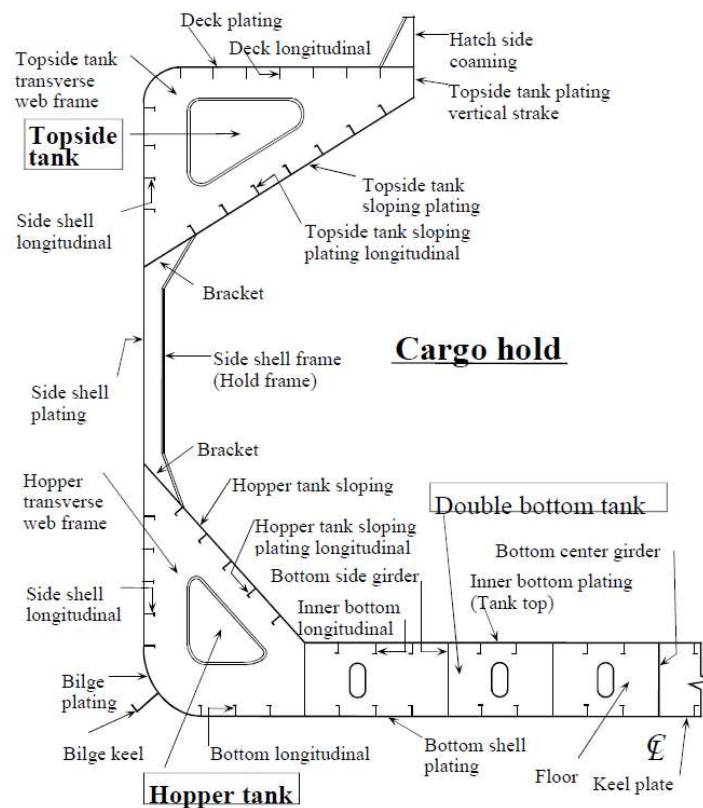 Deck plating
Deck longitudinal
Hatch side
coaming
Topside tank
transverse
web frame
Topside tank plating
vertical strake
Topside
tank
Topside tank
sloping plating
Side shell
longitudinal
Topside tank sloping
plating longitudinal
Bracket
Cargo hold
Side shell frame
(Hold frame)
Side shell
plating
Bracket
Hopper
transverse
web frame
Hopper tank sloping
Double bottom tank
Hopper tank sloping
plating longitudinal
Bottom center girder
Bottom side girder
Inner bottom plating
(Tank top)
Side shell
longitudinal
Inner bottom
longitudinal
Bilge
plating
Bilge keel
Bottom longitudinal
Bottom shell
plating
Floor
℄
Keel plate
Hopper tank